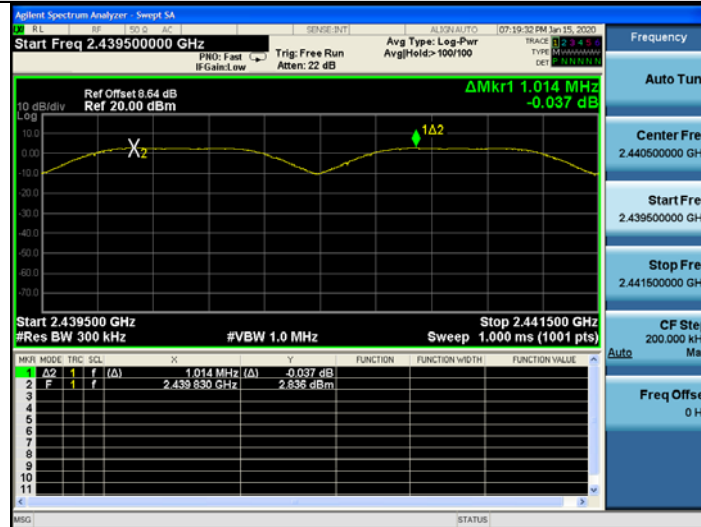 Agilent Spectrum Analyzer - Swept SA
RL RF 50 Ω AC SENSE:INT ALIGNAUTO 07:19:32 PM Jan 15, 2020
Start Freq 2.439500000 GHz
PNO: Fast
IFGain:Low
Trig: Free Run
Atten: 22 dB
Avg Type: Log-Pwr
Avg|Hold:>100/100
TRACE 1 2 3 4 5 6
TYPE M
DET P N N N N N
Ref Offset 8.64 dB
Ref 20.00 dBm
10 dB/div
Log
ΔMkr1 1.014 MHz
-0.037 dB
10.0
0.00
-10.0
-20.0
-30.0
-40.0
-50.0
-60.0
-70.0
X2
1Δ2
Start 2.439500 GHz
Stop 2.441500 GHz
#Res BW 300 kHz
#VBW 1.0 MHz
Sweep 1.000 ms (1001 pts)
MKR MODE TRC SCL X Y FUNCTION FUNCTION WIDTH FUNCTION VALUE
1 Δ2 1 f (Δ) 1.014 MHz (Δ) -0.037 dB
2 F 1 f 2.439 830 GHz 2.836 dBm
3
4
5
6
7
8
9
10
11
MSG
STATUS
Frequency
Auto Tun
Center Fre
2.440500000 GH
Start Fre
2.439500000 GH
Stop Fre
2.441500000 GH
CF Ste
200.000 kH
Auto Ma
Freq Offse
0 H